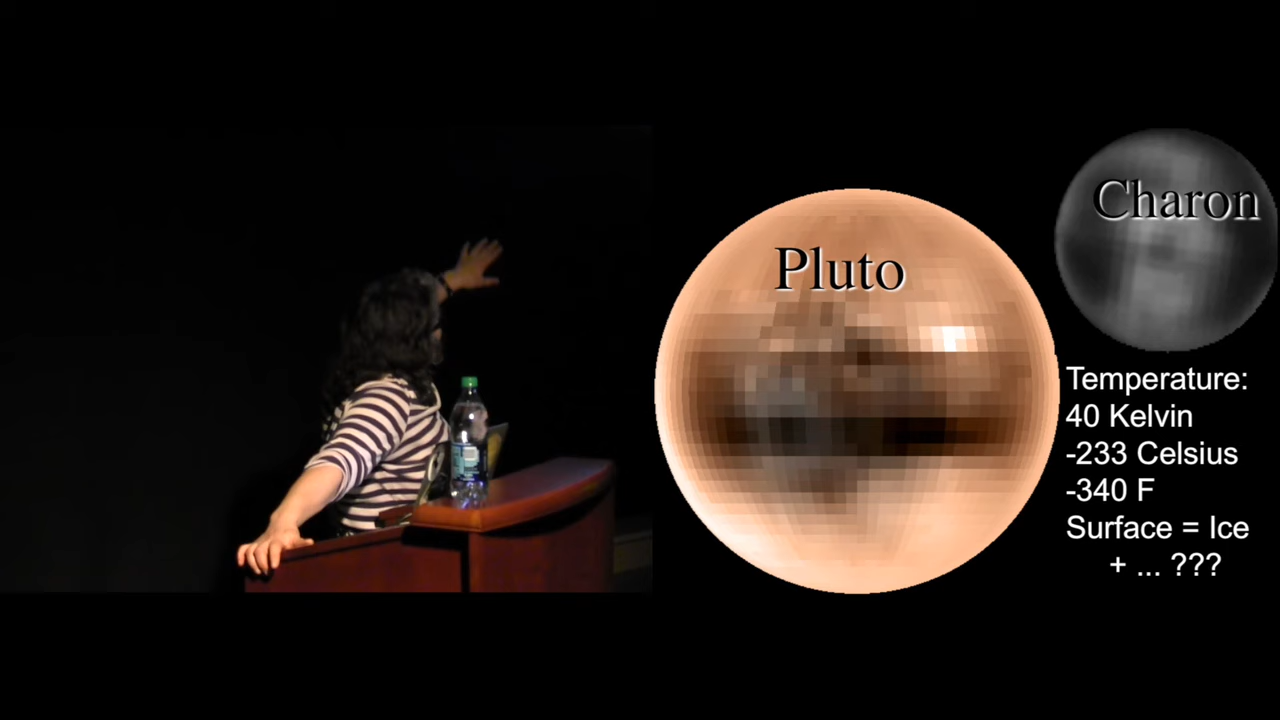 Pluto
Charon
Temperature:
40 Kelvin
-233 Celsius
-340 F
Surface = Ice
+ ... ???